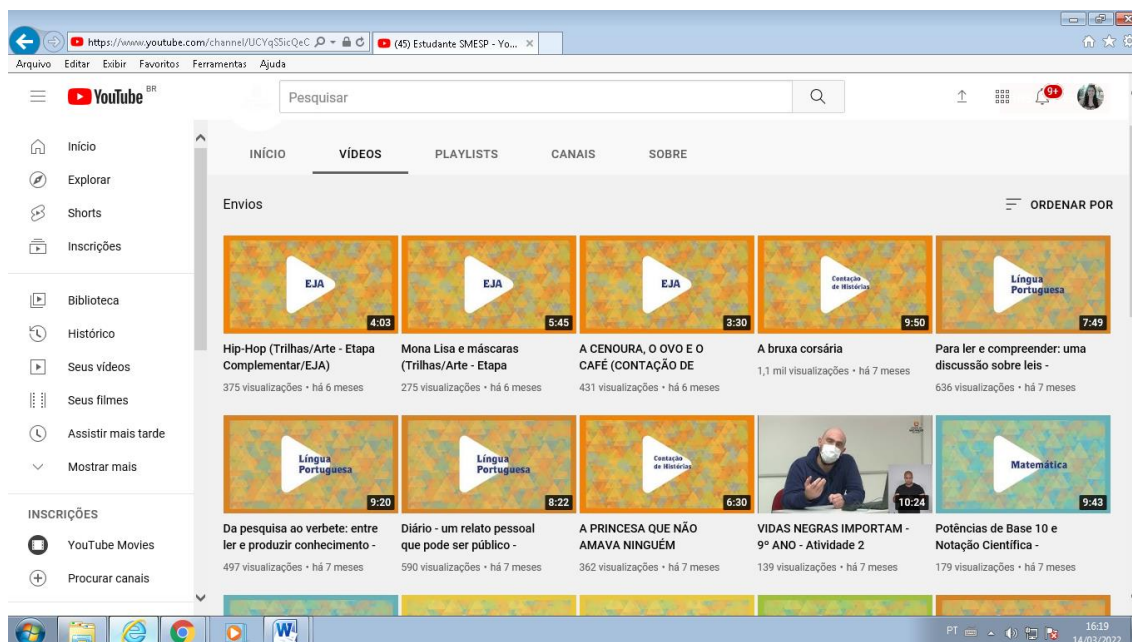 https://www.youtube.com/channel/UCYqS5icQeC
(45) Estudante SMESP - Yo...
Arquivo Editar Exibir Favoritos Ferramentas Ajuda
YouTube BR
Pesquisar
9+
Início
Explorar
Shorts
Inscrições
Biblioteca
Histórico
Seus vídeos
Seus filmes
Assistir mais tarde
Mostrar mais
INSCRIÇÕES
YouTube Movies
Procurar canais
INÍCIO VÍDEOS PLAYLISTS CANAIS SOBRE
Envios
ORDENAR POR
EJA
4:03
Hip-Hop (Trilhas/Arte - Etapa
Complementar/EJA)
375 visualizações • há 6 meses
EJA
5:45
Mona Lisa e máscaras
(Trilhas/Arte - Etapa
275 visualizações • há 6 meses
EJA
3:30
A CENOURA, O OVO E O
CAFÉ (CONTAÇÃO DE
431 visualizações • há 6 meses
Contação
de Histórias
9:50
A bruxa corsária
1,1 mil visualizações • há 7 meses
Língua
Portuguesa
7:49
Para ler e compreender: uma
discussão sobre leis -
636 visualizações • há 7 meses
Língua
Portuguesa
9:20
Da pesquisa ao verbete: entre
ler e produzir conhecimento -
497 visualizações • há 7 meses
Língua
Portuguesa
8:22
Diário - um relato pessoal
que pode ser público -
590 visualizações • há 7 meses
Contação
de Histórias
6:30
A PRINCESA QUE NÃO
AMAVA NINGUÉM
362 visualizações • há 7 meses
10:24
VIDAS NEGRAS IMPORTAM -
9º ANO - Atividade 2
139 visualizações • há 7 meses
Matemática
9:43
Potências de Base 10 e
Notação Científica -
179 visualizações • há 7 meses
PT
16:19
14/03/2022